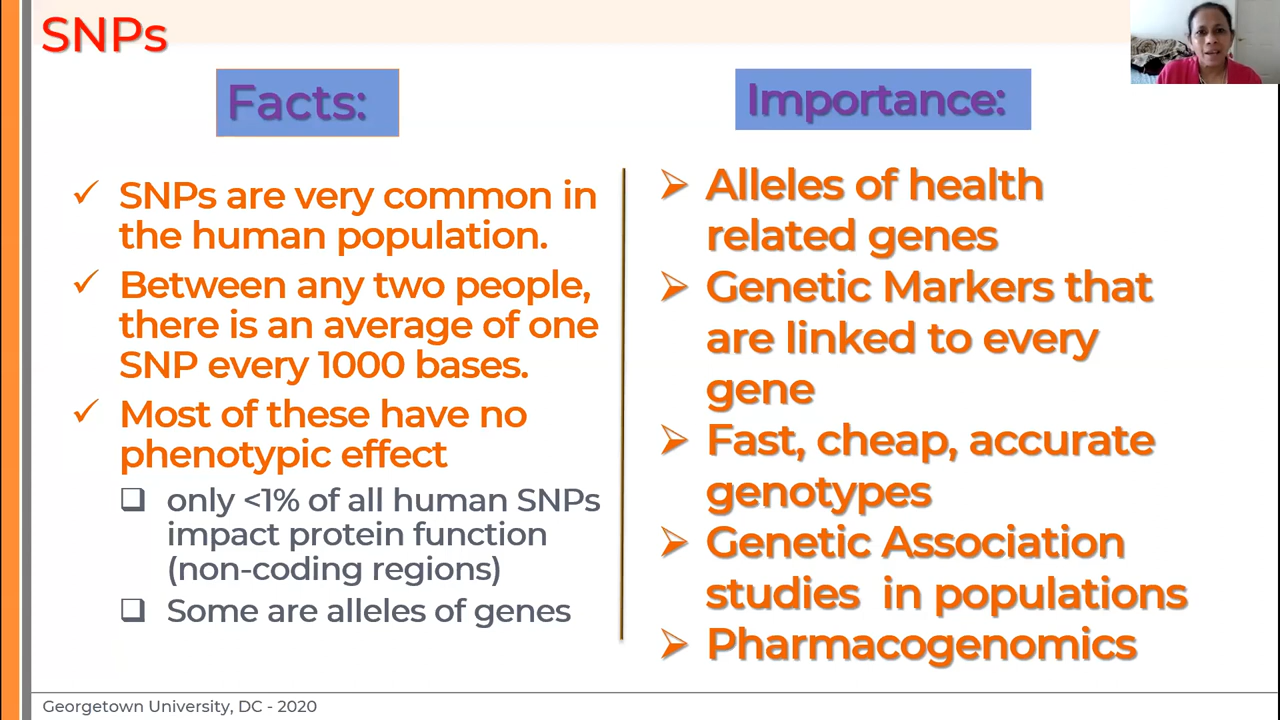 SNPs
Facts:
SNPs are very common in
the human population.
Between any two people,
there is an average of one
SNP every 1000 bases.
Most of these have no
phenotypic effect
only <1% of all human SNPs
impact protein function
(non-coding regions)
Some are alleles of genes
Importance:
Alleles of health
related genes
Genetic Markers that
are linked to every
gene
Fast, cheap, accurate
genotypes
Genetic Association
studies in populations
Pharmacogenomics
Georgetown University, DC - 2020